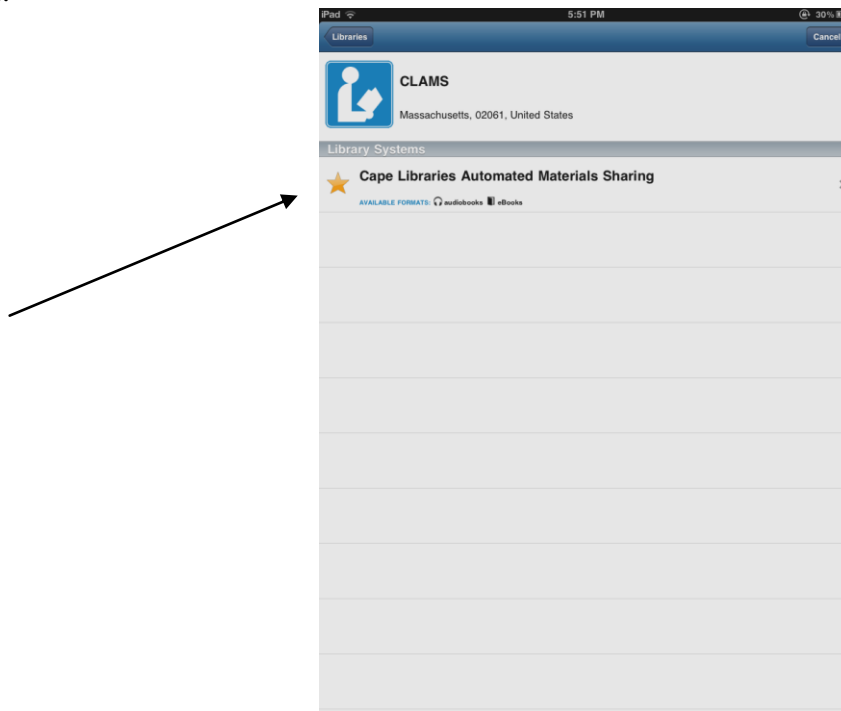 iPad 5:51 PM 30%
Libraries Cancel
CLAMS
Massachusetts, 02061, United States
Library Systems
Cape Libraries Automated Materials Sharing
AVAILABLE FORMATS: audiobooks eBooks